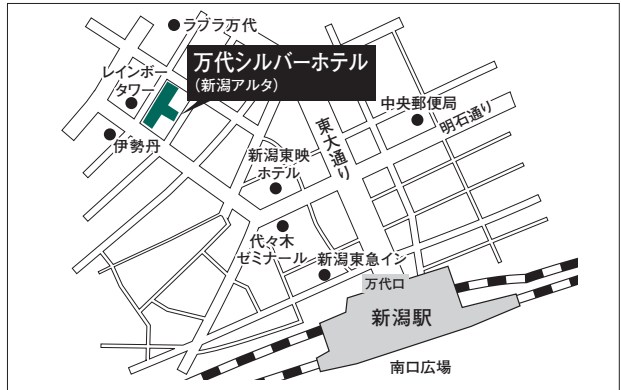 ラブラ万代
万代シルバーホテル
(新潟アルタ)
レインボー
タワー
伊勢丹
中央郵便局
明石通り
東大通り
新潟東映
ホテル
代々木
ゼミナール
新潟東急イン
万代口
新潟駅
南口広場